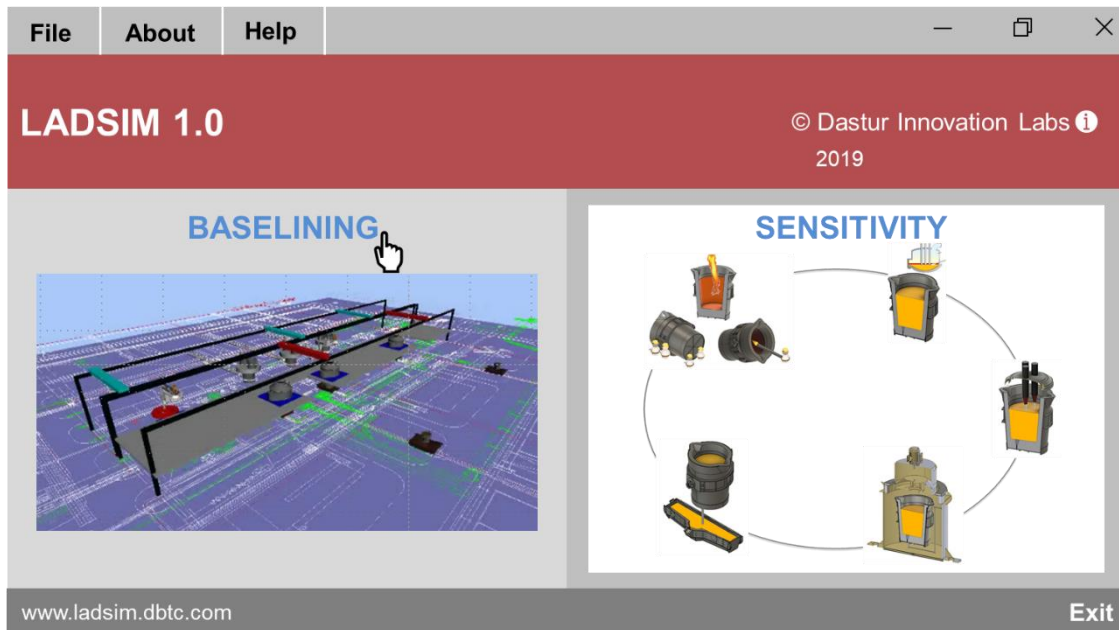 File About Help
LADSIM 1.0
© Dastur Innovation Labs
2019
BASELINING
SENSITIVITY
www.ladsim.dbtc.com
Exit